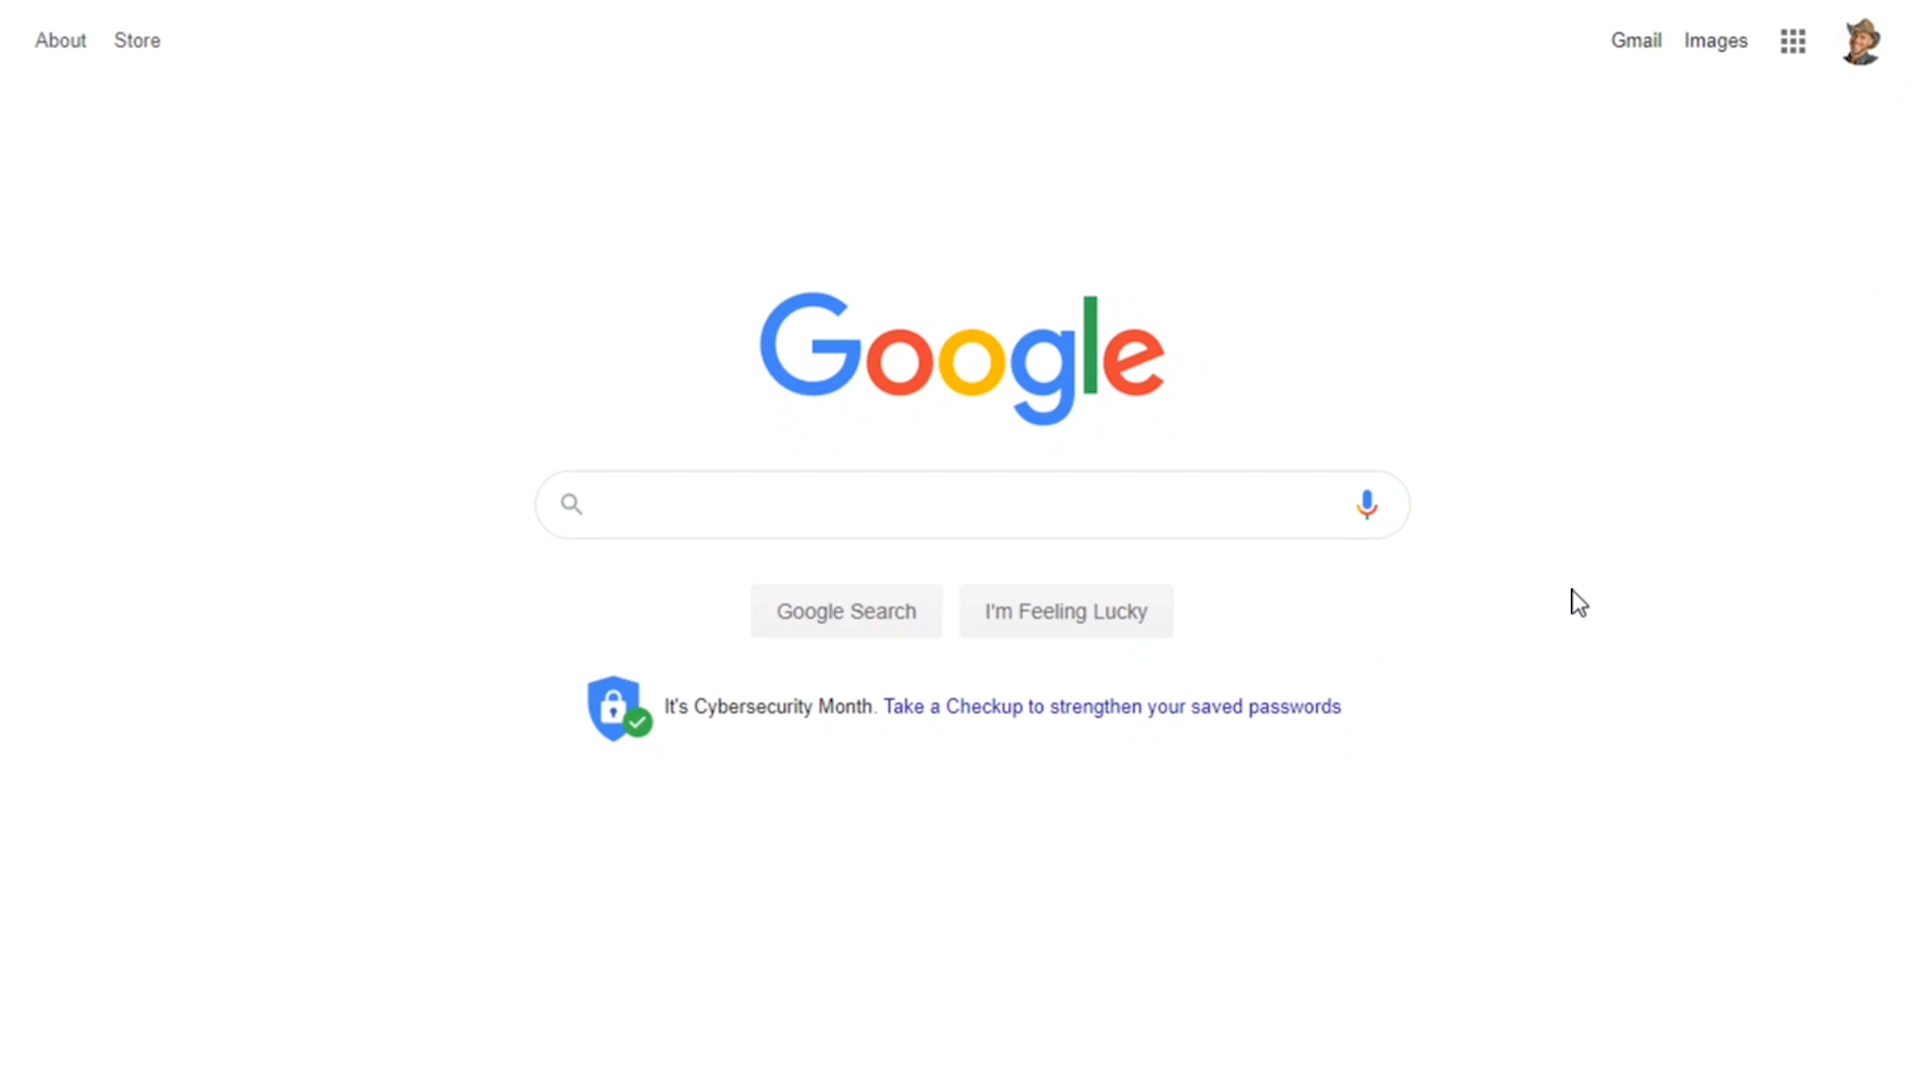 About Store Gmail Images
Google
Google Search I'm Feeling Lucky
It's Cybersecurity Month. Take a Checkup to strengthen your saved passwords